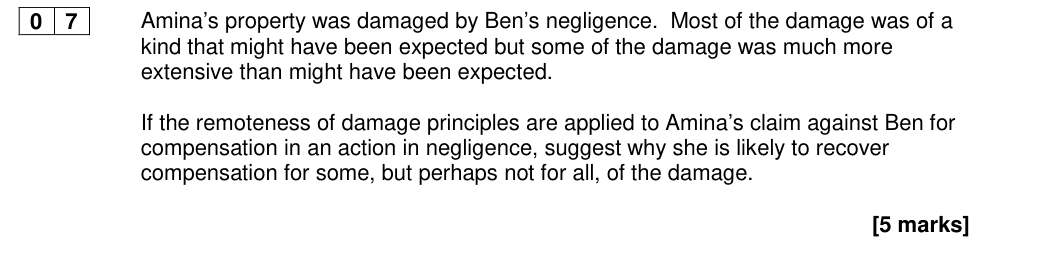 0 7 Amina's property was damaged by Ben's negligence. Most of the damage was of a
kind that might have been expected but some of the damage was much more
extensive than might have been expected.
If the remoteness of damage principles are applied to Amina's claim against Ben for
compensation in an action in negligence, suggest why she is likely to recover
compensation for some, but perhaps not for all, of the damage.
[5 marks]